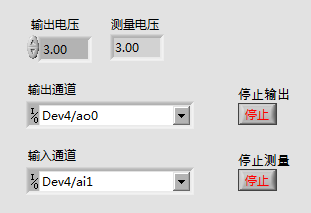 输出电压 测量电压
3.00 3.00
输出通道
Dev4/ao0
停止输出
停止
输入通道
Dev4/ai1
停止测量
停止